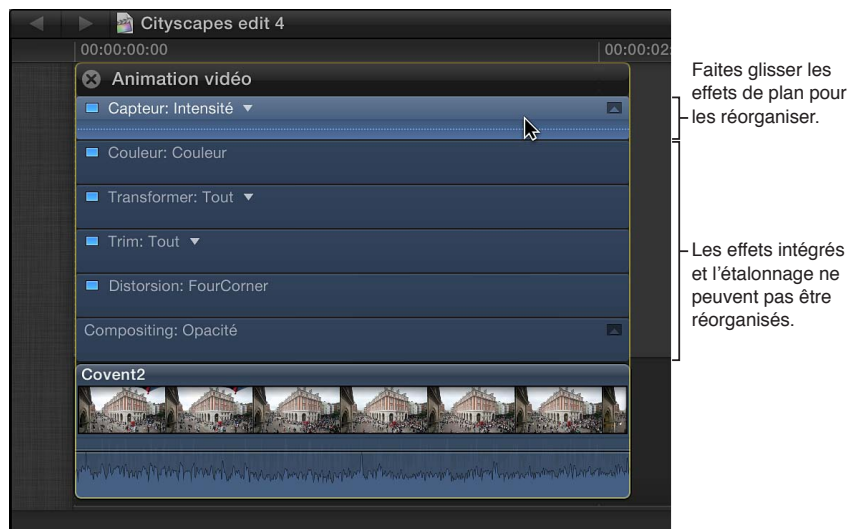 Cityscapes edit 4
00:00:00:00
00:00:02:
Animation vidéo
Capteur: Intensité
Couleur: Couleur
Transformer: Tout
Trim: Tout
Distorsion: FourCorner
Compositing: Opacité
Covent2
Faites glisser les
effets de plan pour
les réorganiser.
Les effets intégrés
et l’étalonnage ne
peuvent pas être
réorganisés.